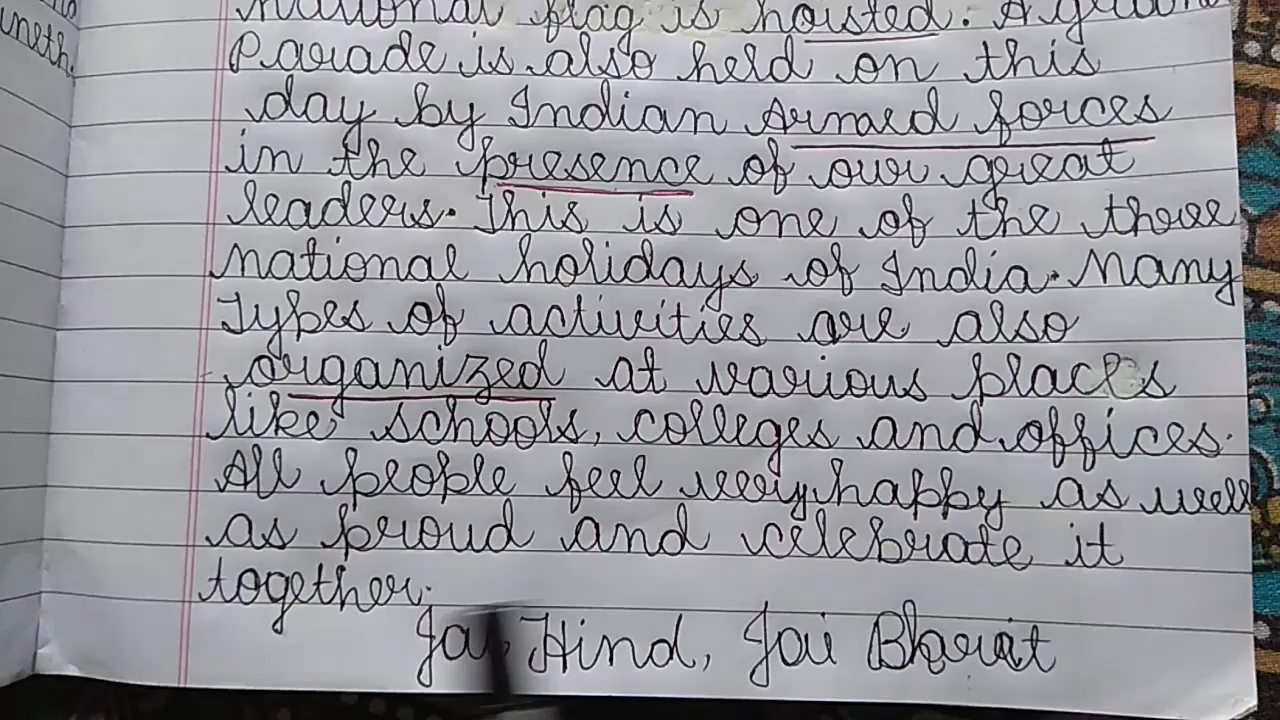 national flag is hoisted. A grand
Parade is also held on this
day by Indian Armed forces
in the presence of our great
leaders. This is one of the three
national holidays of India. Many
Types of activities are also
organized at various places
like schools, colleges and offices.
All people feel very happy as well
as proud and celebrate it
together.
Jai Hind, Jai Bharat